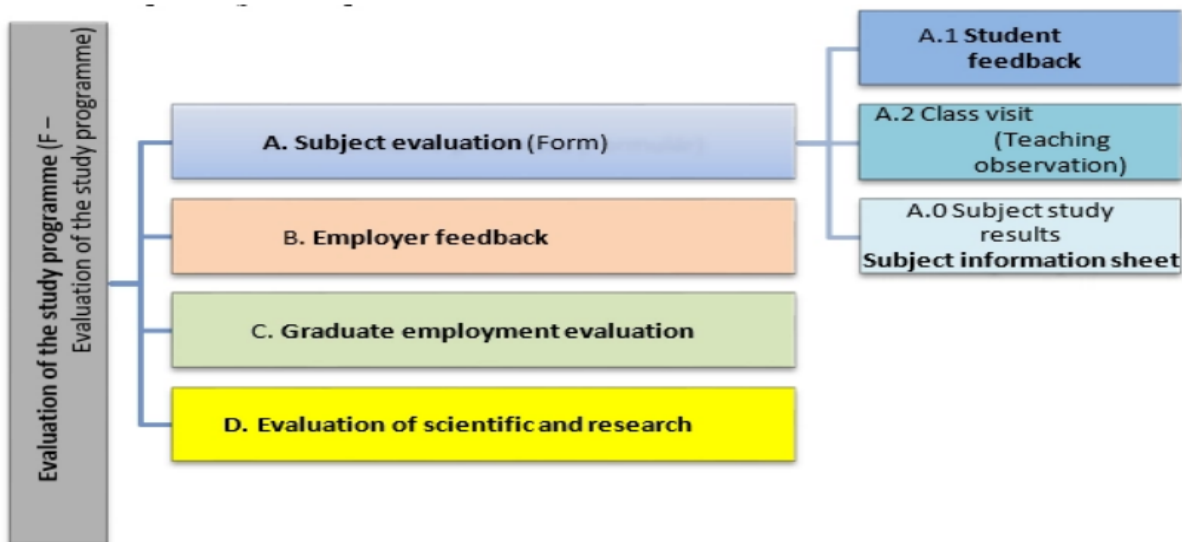 Evaluation of the study programme (F –
Evaluation of the study programme)
A. Subject evaluation (Form)
B. Employer feedback
C. Graduate employment evaluation
D. Evaluation of scientific and research
A.1 Student
feedback
A.2 Class visit
(Teaching
observation)
A.0 Subject study
results
Subject information sheet